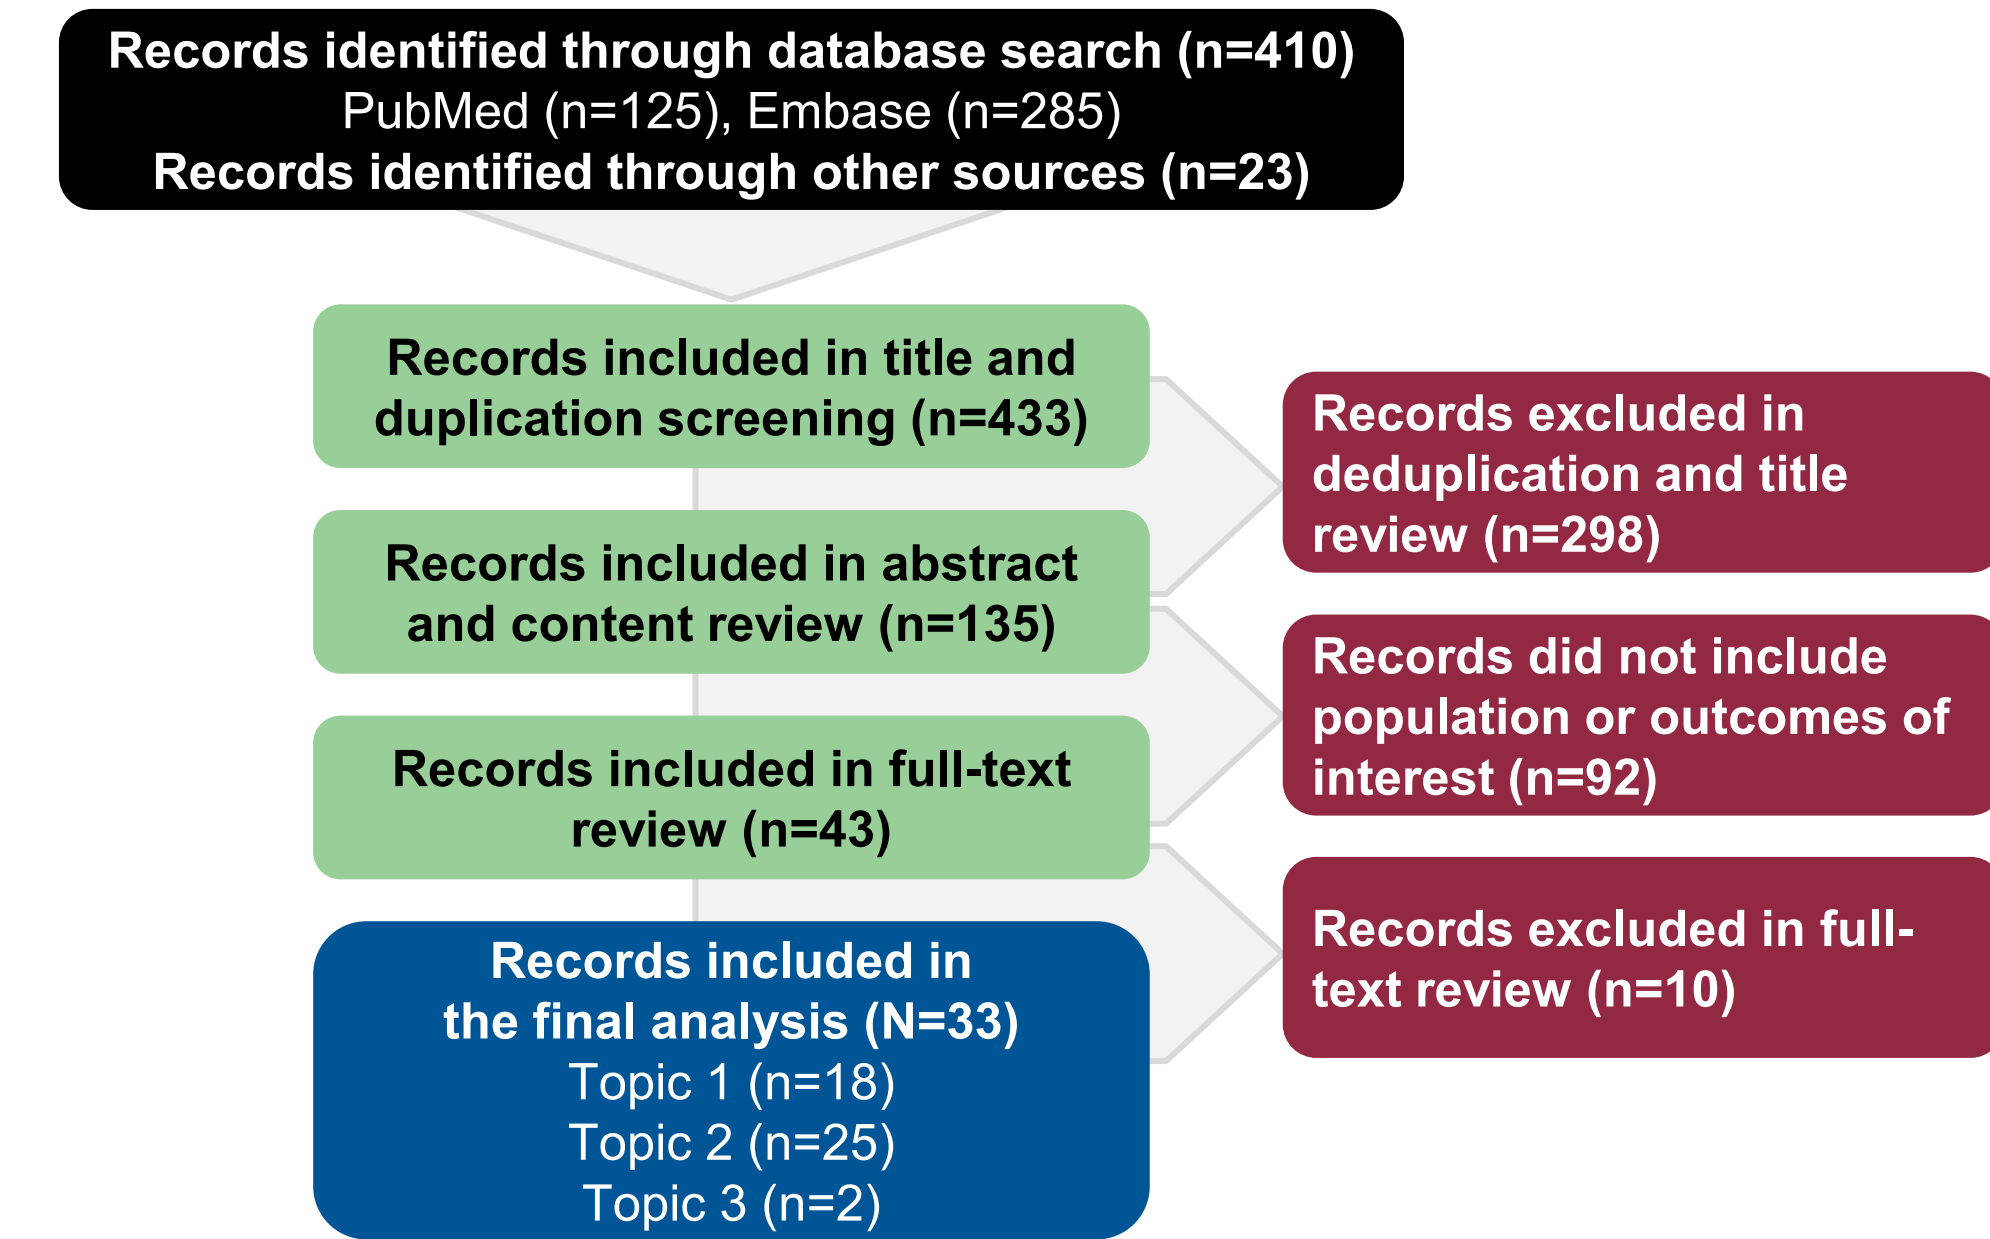 Records identified through database search (n=410)
PubMed (n=125), Embase (n=285)
Records identified through other sources (n=23)
Records included in title and
duplication screening (n=433)
Records excluded in
deduplication and title
review (n=298)
Records included in abstract
and content review (n=135)
Records did not include
population or outcomes of
interest (n=92)
Records included in full-text
review (n=43)
Records excluded in full-
text review (n=10)
Records included in
the final analysis (N=33)
Topic 1 (n=18)
Topic 2 (n=25)
Topic 3 (n=2)